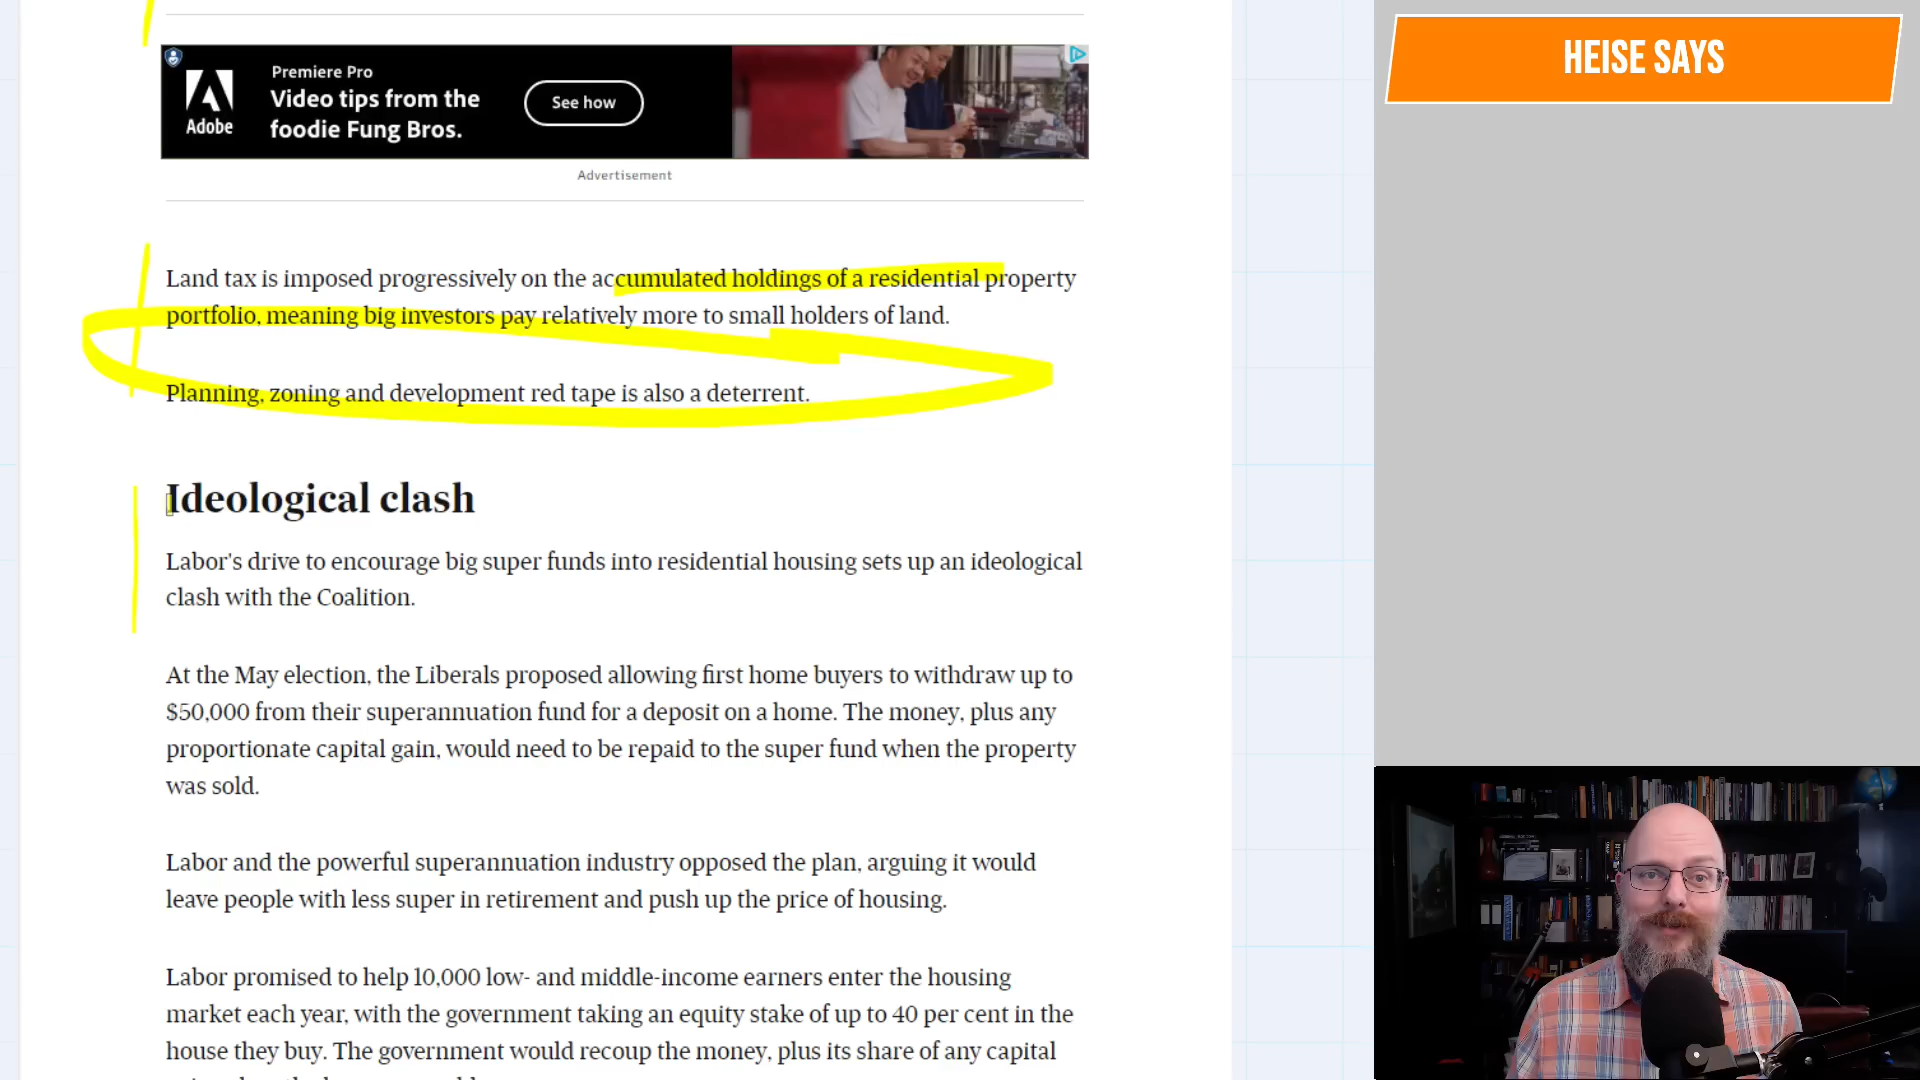 Adobe
Premiere Pro
Video tips from the
foodie Fung Bros.
See how
Advertisement
HEISE SAYS
Land tax is imposed progressively on the accumulated holdings of a residential property
portfolio, meaning big investors pay relatively more to small holders of land.
Planning, zoning and development red tape is also a deterrent.
Ideological clash
Labor's drive to encourage big super funds into residential housing sets up an ideological
clash with the Coalition.
At the May election, the Liberals proposed allowing first home buyers to withdraw up to
$50,000 from their superannuation fund for a deposit on a home. The money, plus any
proportionate capital gain, would need to be repaid to the super fund when the property
was sold.
Labor and the powerful superannuation industry opposed the plan, arguing it would
leave people with less super in retirement and push up the price of housing.
Labor promised to help 10,000 low- and middle-income earners enter the housing
market each year, with the government taking an equity stake of up to 40 per cent in the
house they buy. The government would recoup the money, plus its share of any capital